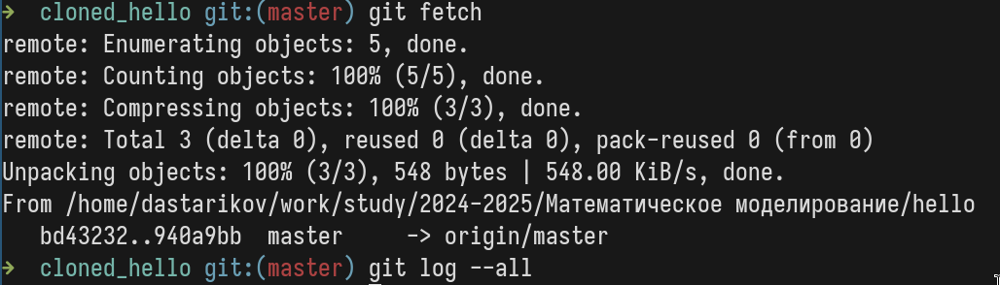 → cloned_hello git:(master) git fetch
remote: Enumerating objects: 5, done.
remote: Counting objects: 100% (5/5), done.
remote: Compressing objects: 100% (3/3), done.
remote: Total 3 (delta 0), reused 0 (delta 0), pack-reused 0 (from 0)
Unpacking objects: 100% (3/3), 548 bytes | 548.00 KiB/s, done.
From /home/dastarikov/work/study/2024-2025/Математическое моделирование/hello
   bd43232..940a9bb  master     -> origin/master
→ cloned_hello git:(master) git log --all